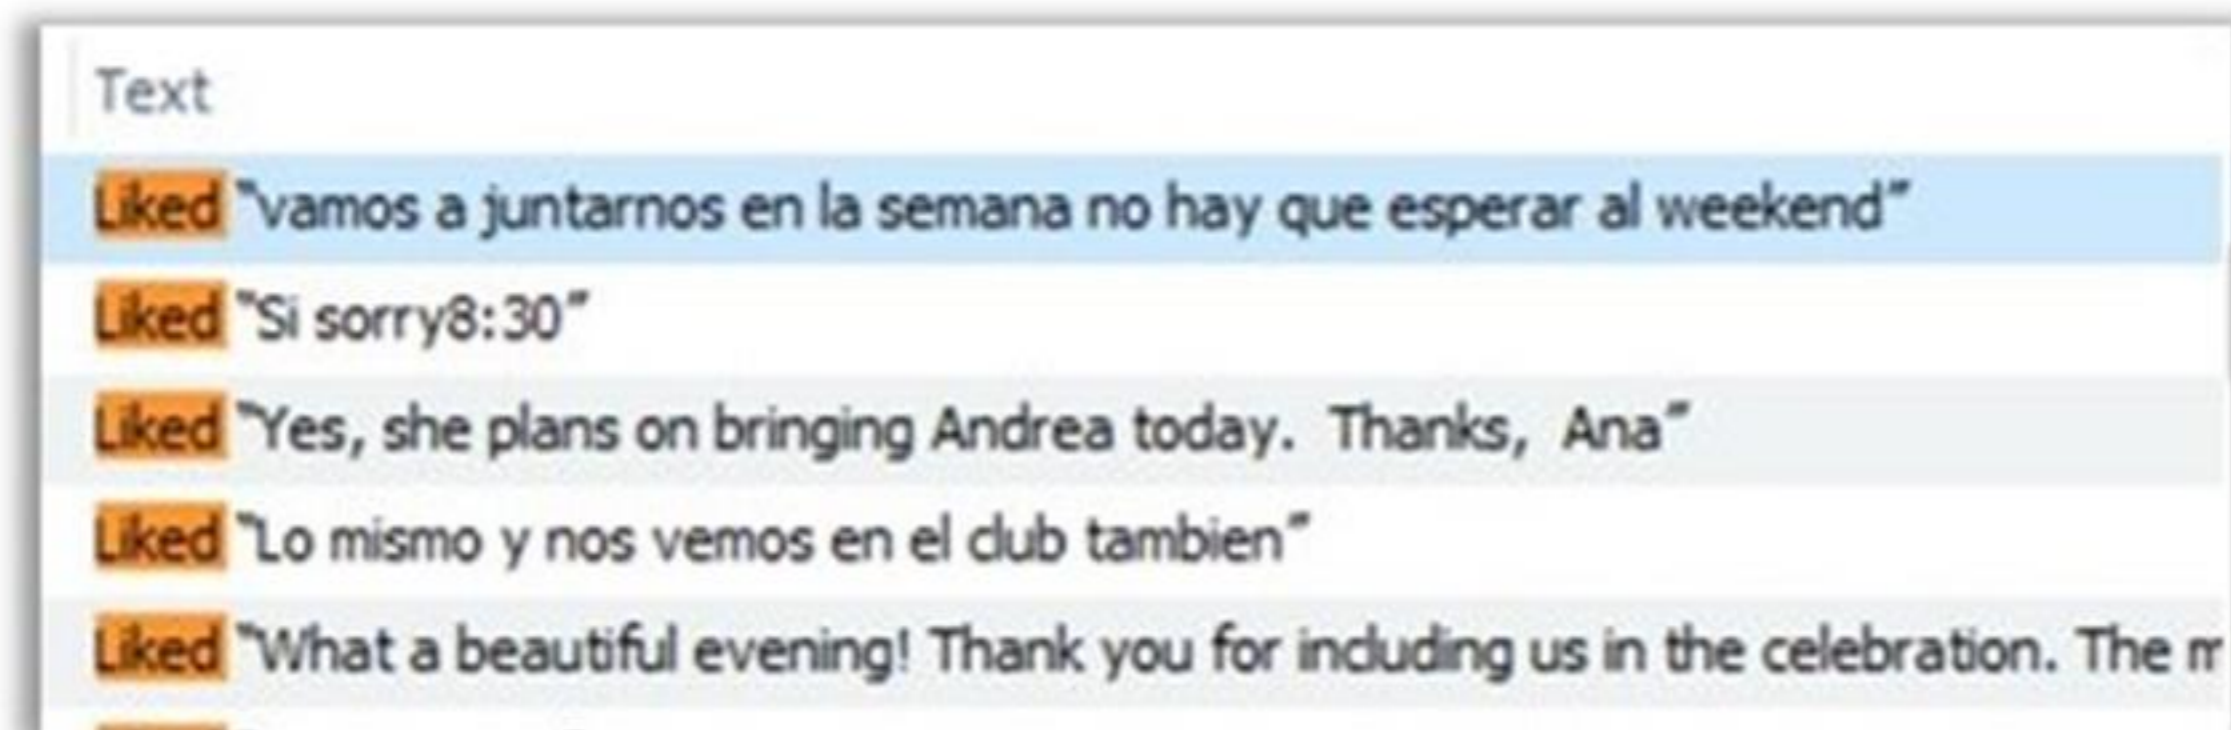 Text
Liked “vamos a juntarnos en la semana no hay que esperar al weekend”
Liked “Si sorry8:30”
Liked “Yes, she plans on bringing Andrea today.  Thanks,  Ana”
Liked “Lo mismo y nos vemos en el club tambien”
Liked “What a beautiful evening! Thank you for including us in the celebration. The m